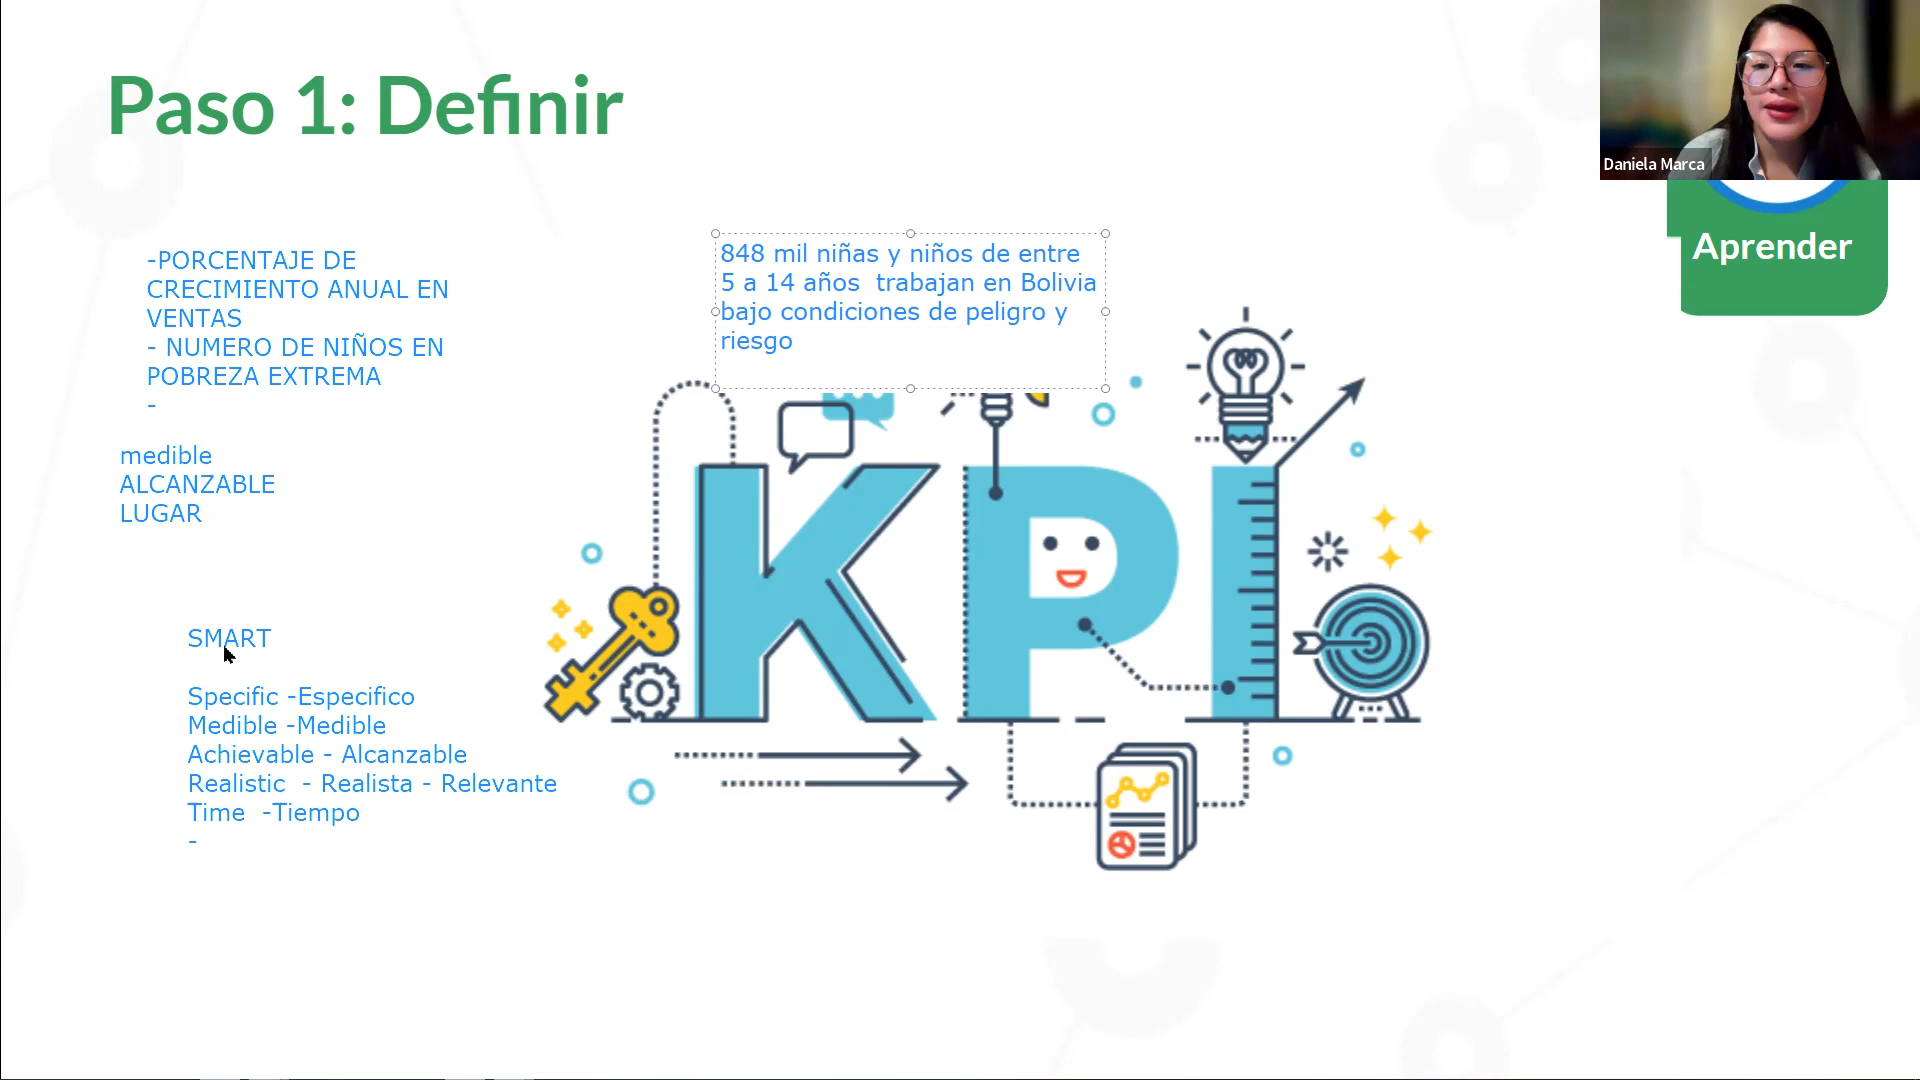 Paso 1: Definir
Daniela Marca
Aprender
-PORCENTAJE DE
CRECIMIENTO ANUAL EN
VENTAS
- NUMERO DE NIÑOS EN
POBREZA EXTREMA
-
848 mil niñas y niños de entre
5 a 14 años  trabajan en Bolivia
bajo condiciones de peligro y
riesgo
medible
ALCANZABLE
LUGAR
KPI
SMART
Specific -Especifico
Medible -Medible
Achievable - Alcanzable
Realistic  - Realista - Relevante
Time  -Tiempo
-